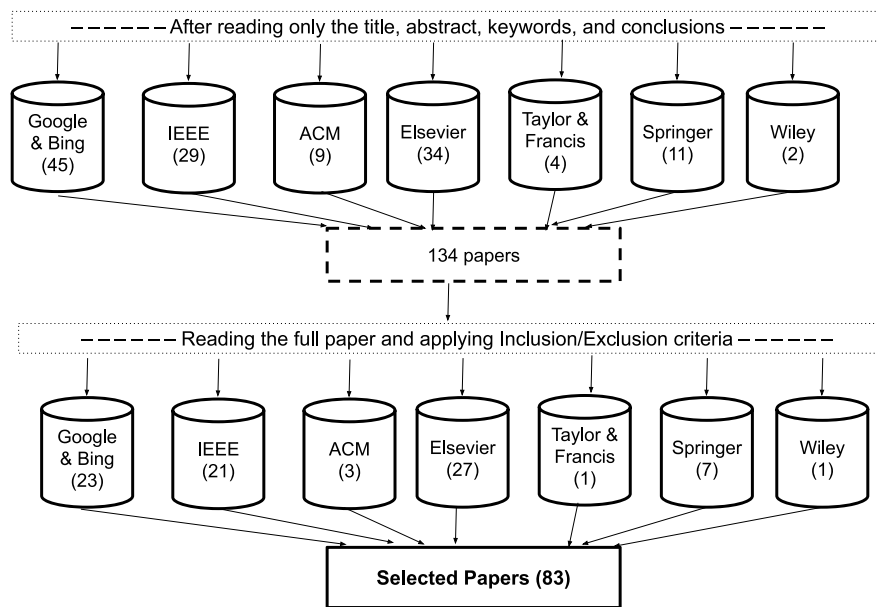 After reading only the title, abstract, keywords, and conclusions
Google
& Bing
(45)
IEEE
(29)
ACM
(9)
Elsevier
(34)
Taylor &
Francis
(4)
Springer
(11)
Wiley
(2)
134 papers
Reading the full paper and applying Inclusion/Exclusion criteria
Google
& Bing
(23)
IEEE
(21)
ACM
(3)
Elsevier
(27)
Taylor &
Francis
(1)
Springer
(7)
Wiley
(1)
Selected Papers (83)